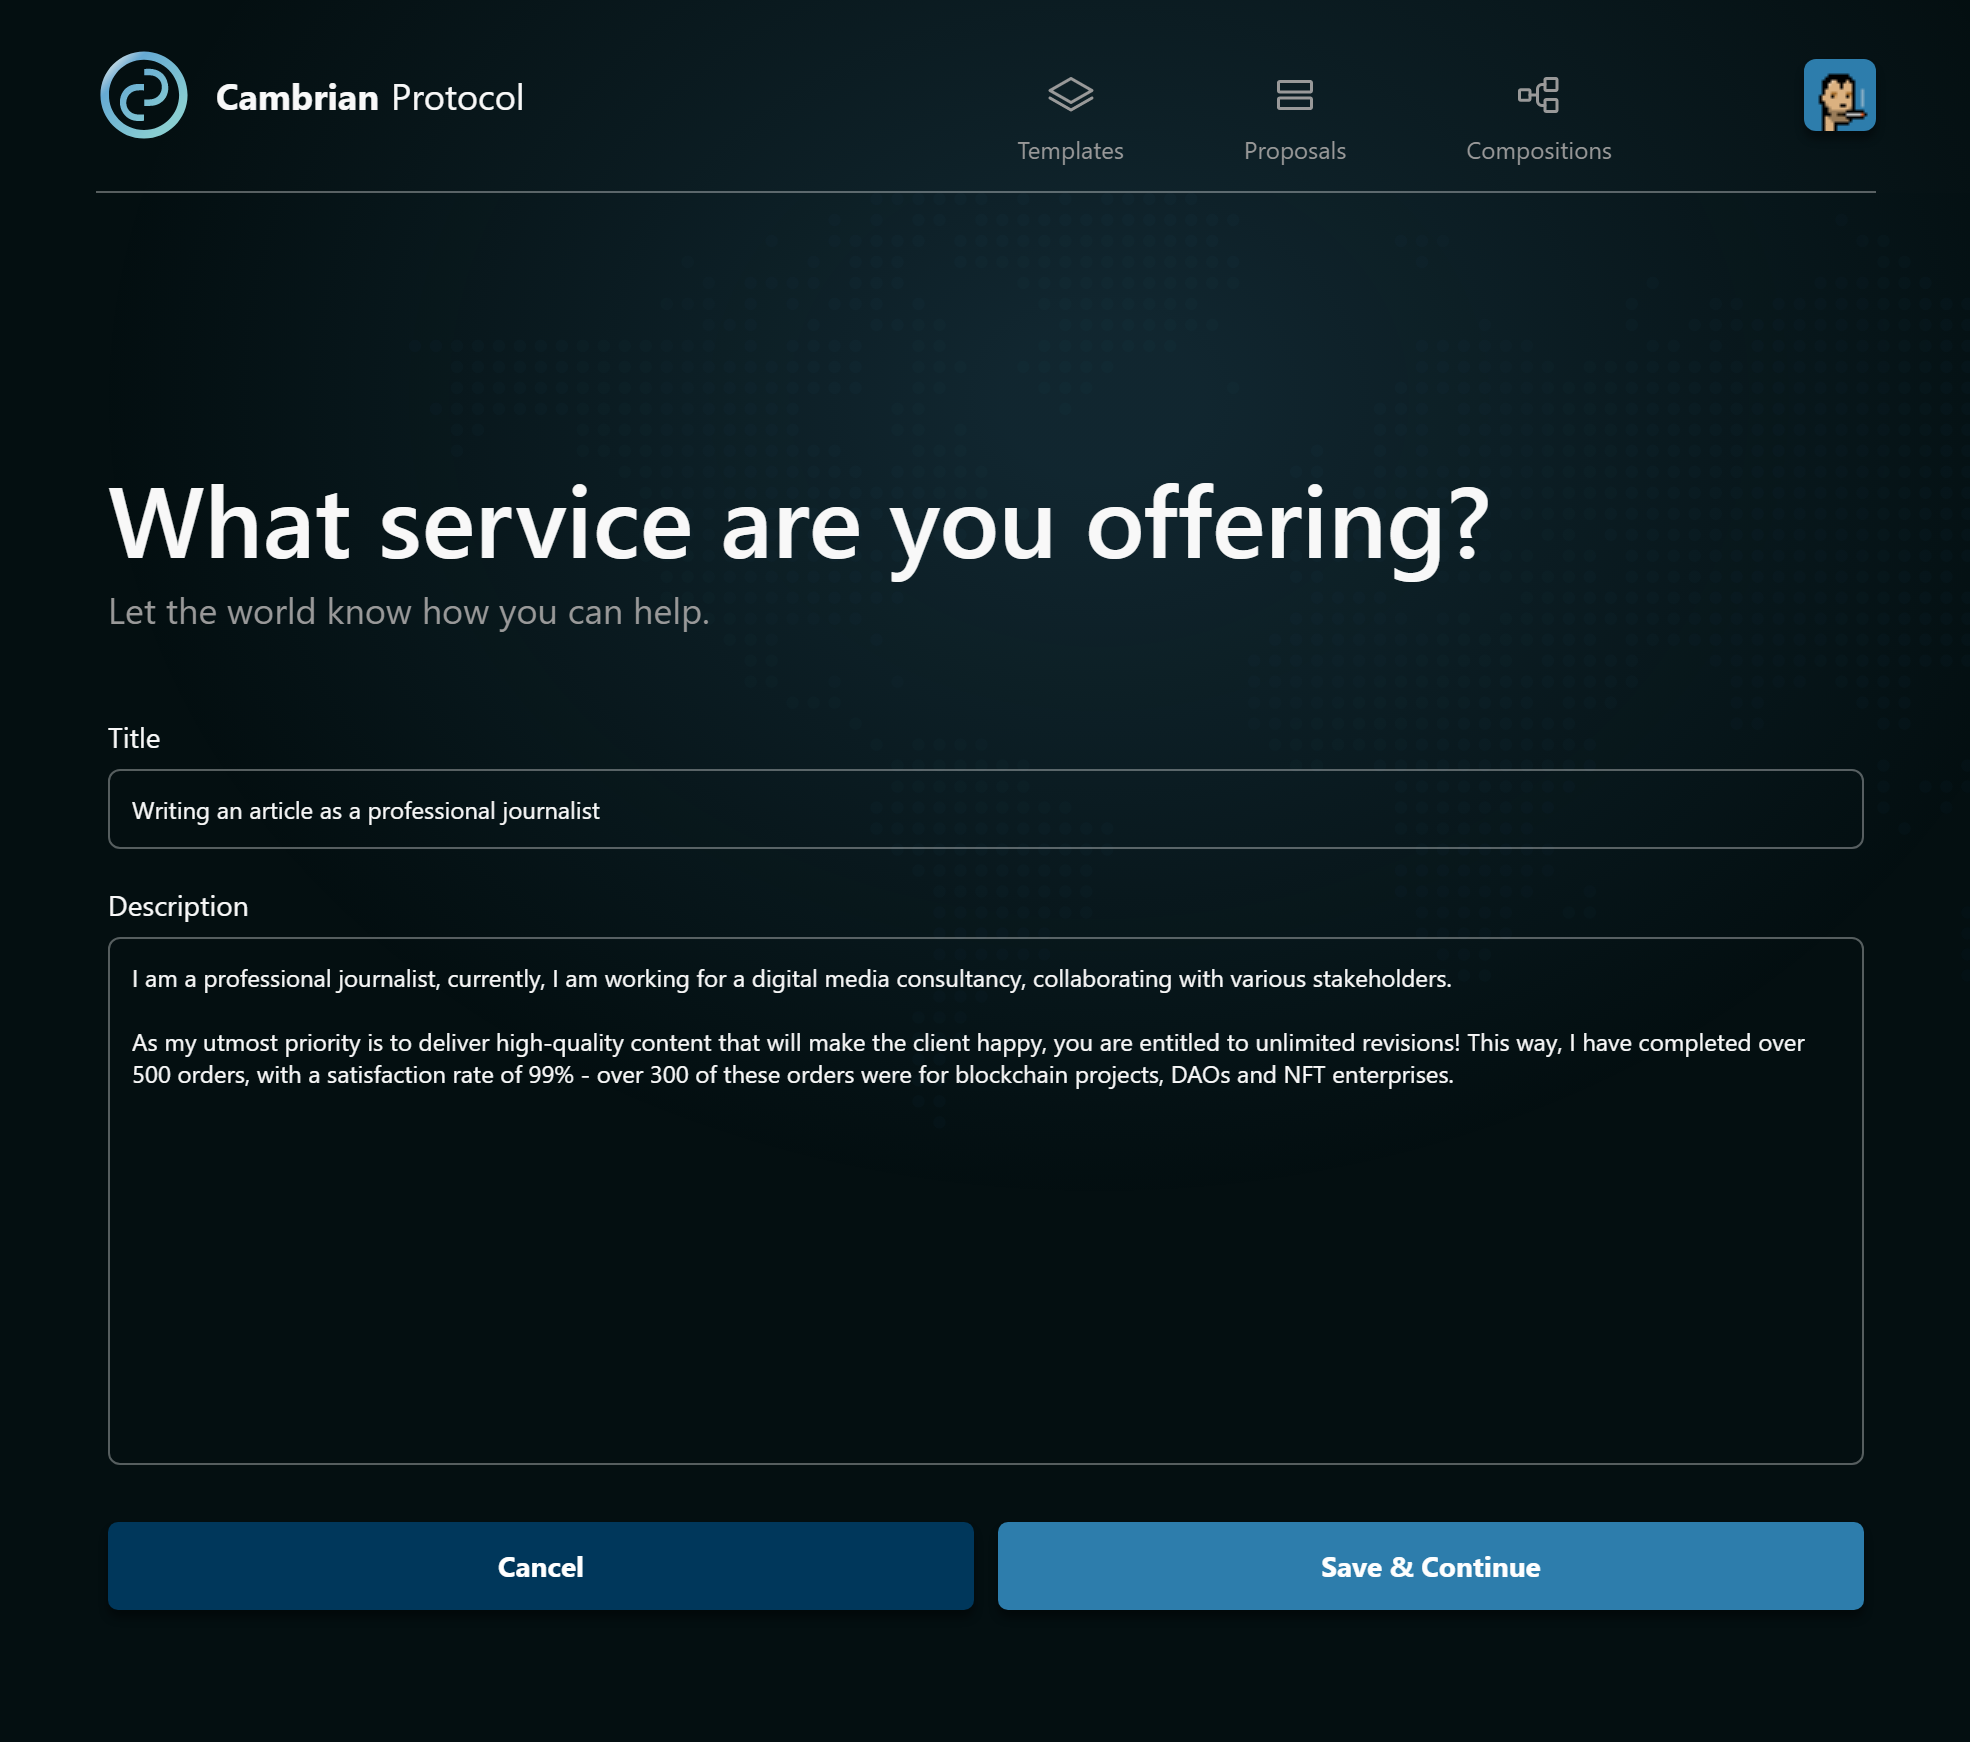 Cambrian Protocol
Templates
Proposals
Compositions
What service are you offering?
Let the world know how you can help.
Title
Writing an article as a professional journalist
Description
I am a professional journalist, currently, I am working for a digital media consultancy, collaborating with various stakeholders.
As my utmost priority is to deliver high-quality content that will make the client happy, you are entitled to unlimited revisions! This way, I have completed over
500 orders, with a satisfaction rate of 99% - over 300 of these orders were for blockchain projects, DAOs and NFT enterprises.
Cancel
Save & Continue